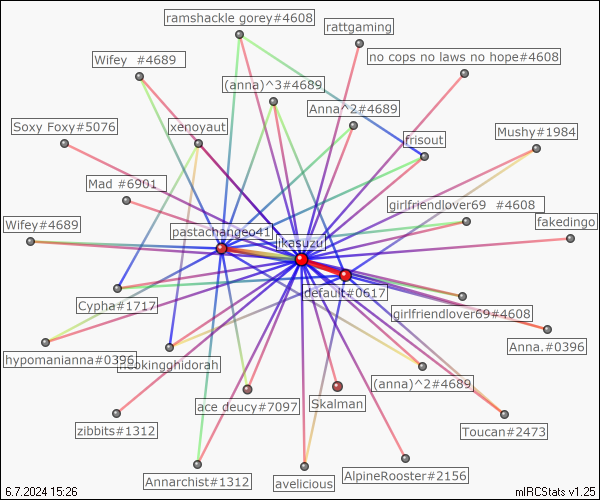 ramshackle gorey#4608
rattgaming
Wifey  #4689
no cops no laws no hope#4608
(anna)^3#4689
Anna^2#4689
Soxy Foxy#5076
xenoyaut
frisout
Mushy#1984
Mad #6901
girlfriendlover69  #4608
Wifey#4689
pastachangeo41
fakedingo
default#0617
Cypha#1717
girlfriendlover69#4608
Anna.#0396
hypomanianna#0396
(anna)^2#4689
ace deucy#7097
Skalman
zibbits#1312
Toucan#2473
Annarchist#1312
avelicious
AlpineRooster#2156
6.7.2024 15:26
mIRCStats v1.25